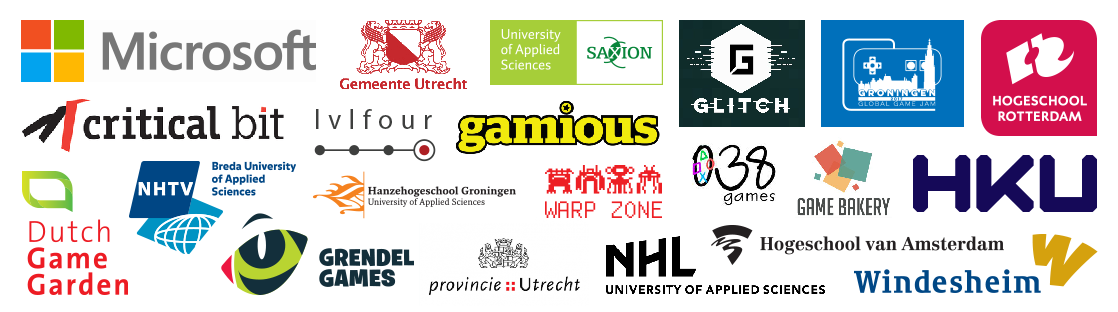 Microsoft
Gemeente Utrecht
University
of Applied
Sciences
SAXION
G
GLITCH
GRONINGEN
GLOBAL GAME JAM
HOGESCHOOL
ROTTERDAM
critical bit
lvlfour
gamious
NHTV
Breda University
of Applied
Sciences
Hanzehogeschool Groningen
University of Applied Sciences
WARP ZONE
038
games
GAME BAKERY
HKU
Dutch
Game
Garden
GRENDEL
GAMES
provincie :: Utrecht
NHL
UNIVERSITY OF APPLIED SCIENCES
Hogeschool van Amsterdam
Windesheim
W